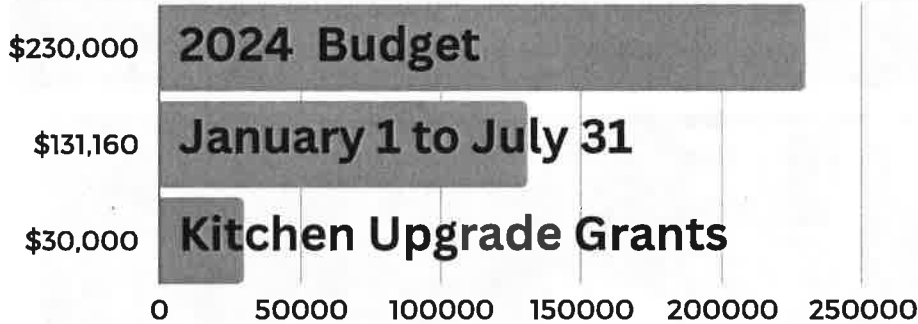 $230,000 2024 Budget
$131,160 January 1 to July 31
$30,000 Kitchen Upgrade Grants
0 50000 100000 150000 200000 250000